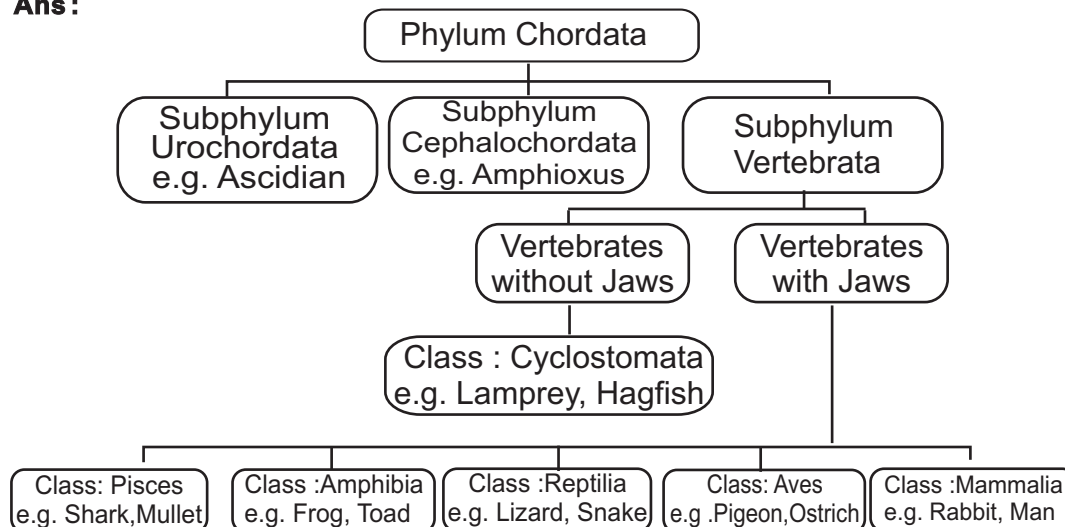 Ans:
Phylum Chordata
Subphylum
Urochordata
e.g. Ascidian
Subphylum
Cephalochordata
e.g. Amphioxus
Subphylum
Vertebrata
Vertebrates
without Jaws
Vertebrates
with Jaws
Class : Cyclostomata
e.g. Lamprey, Hagfish
Class: Pisces
e.g. Shark,Mullet
Class :Amphibia
e.g. Frog, Toad
Class :Reptilia
e.g. Lizard, Snake
Class: Aves
e.g .Pigeon,Ostrich
Class :Mammalia
e.g. Rabbit, Man